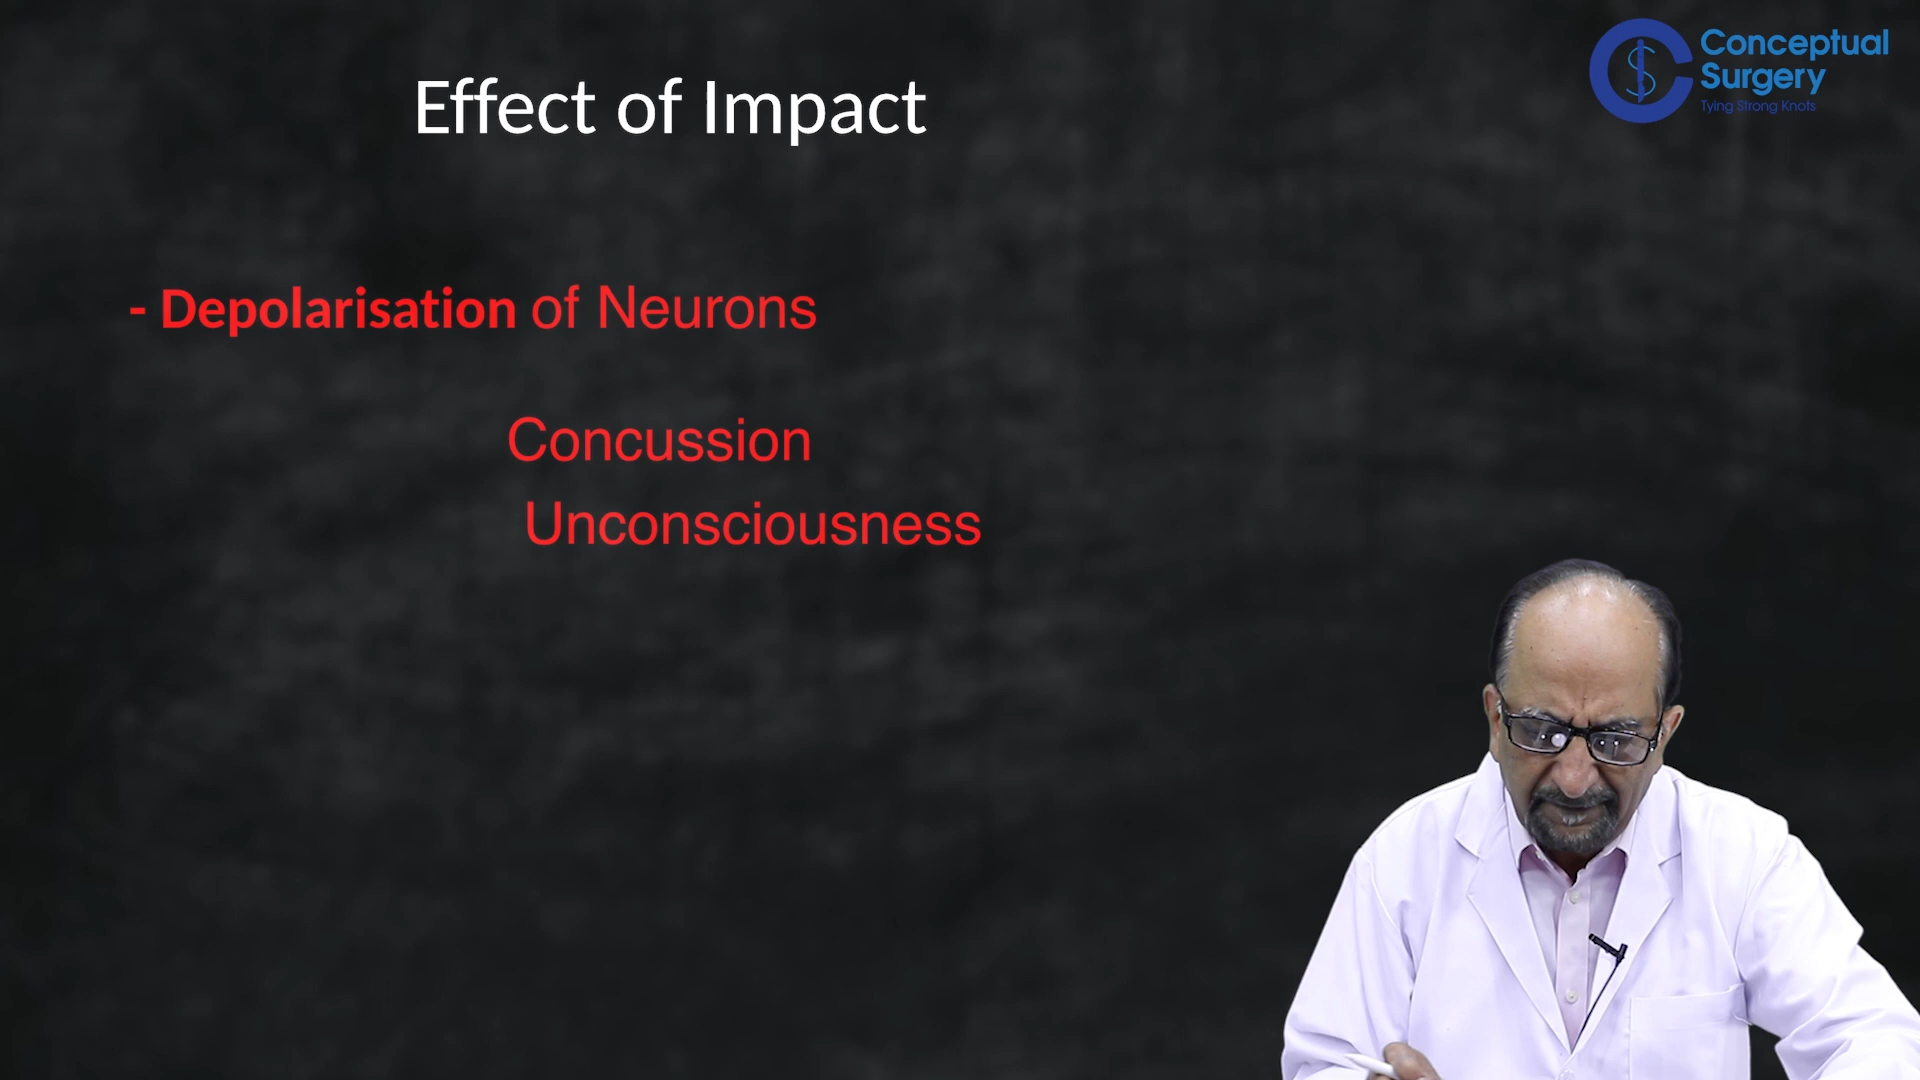 Effect of Impact
Conceptual
Surgery
Tying Strong Knots
- Depolarisation of Neurons
Concussion
Unconsciousness